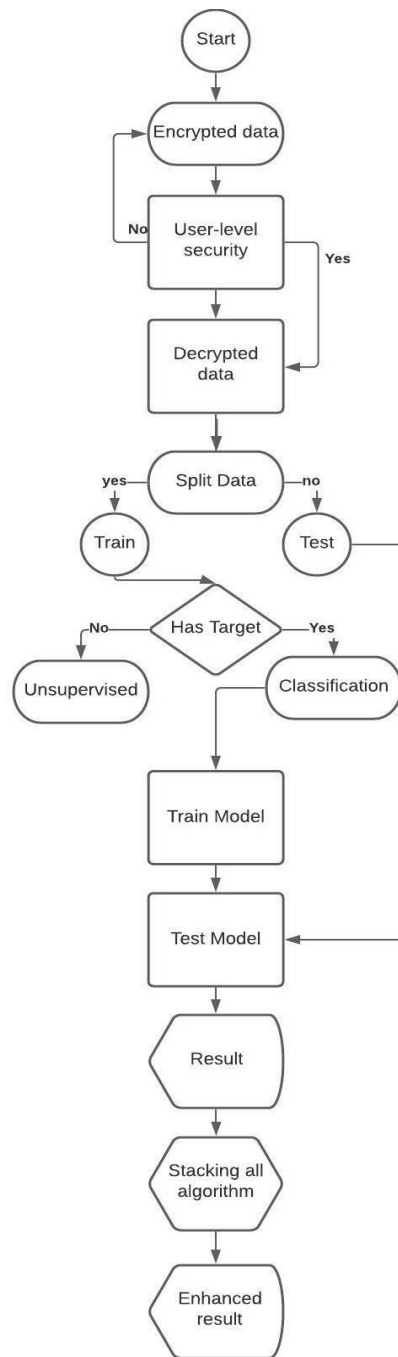 Start
Encrypted data
No
User-level
security
Yes
Decrypted
data
yes
Split Data
no
Train
Test
No
Has Target
Yes
Unsupervised
Classification
Train Model
Test Model
Result
Stacking all
algorithm
Enhanced
result